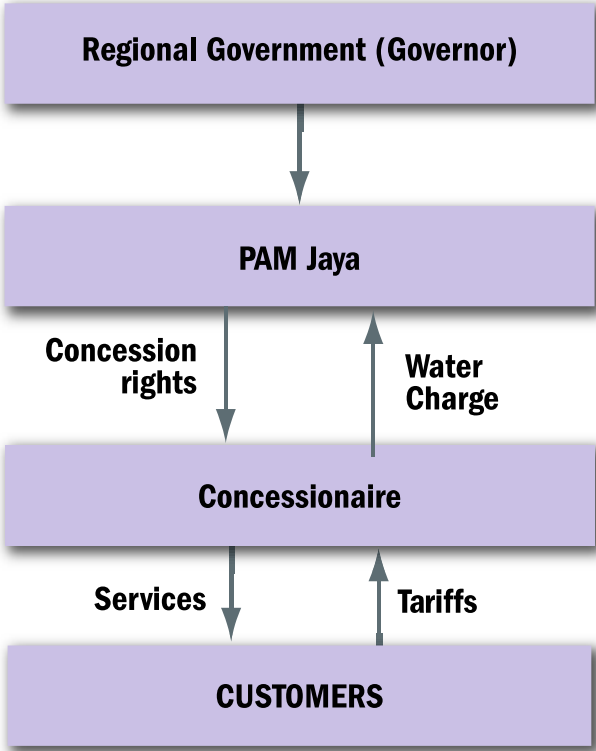 Regional Government (Governor)
PAM Jaya
Concession
rights
Water
Charge
Concessionaire
Services
Tariffs
CUSTOMERS